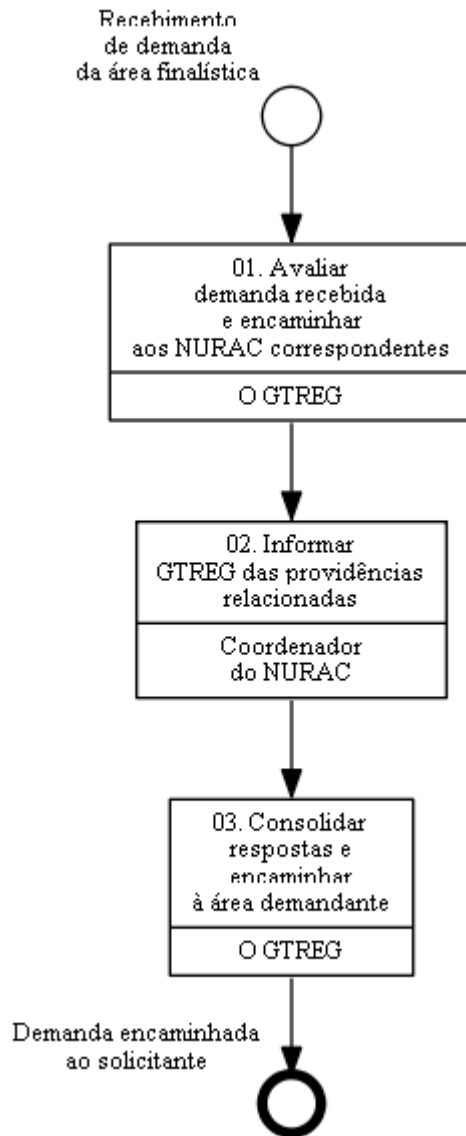 Recebimento
de demanda
da área finalística
01. Avaliar
demanda recebida
e encaminhar
aos NURAC correspondentes
O GTREG
02. Informar
GTREG das providências
relacionadas
Coordenador
do NURAC
03. Consolidar
respostas e
encaminhar
à área demandante
O GTREG
Demanda encaminhada
ao solicitante